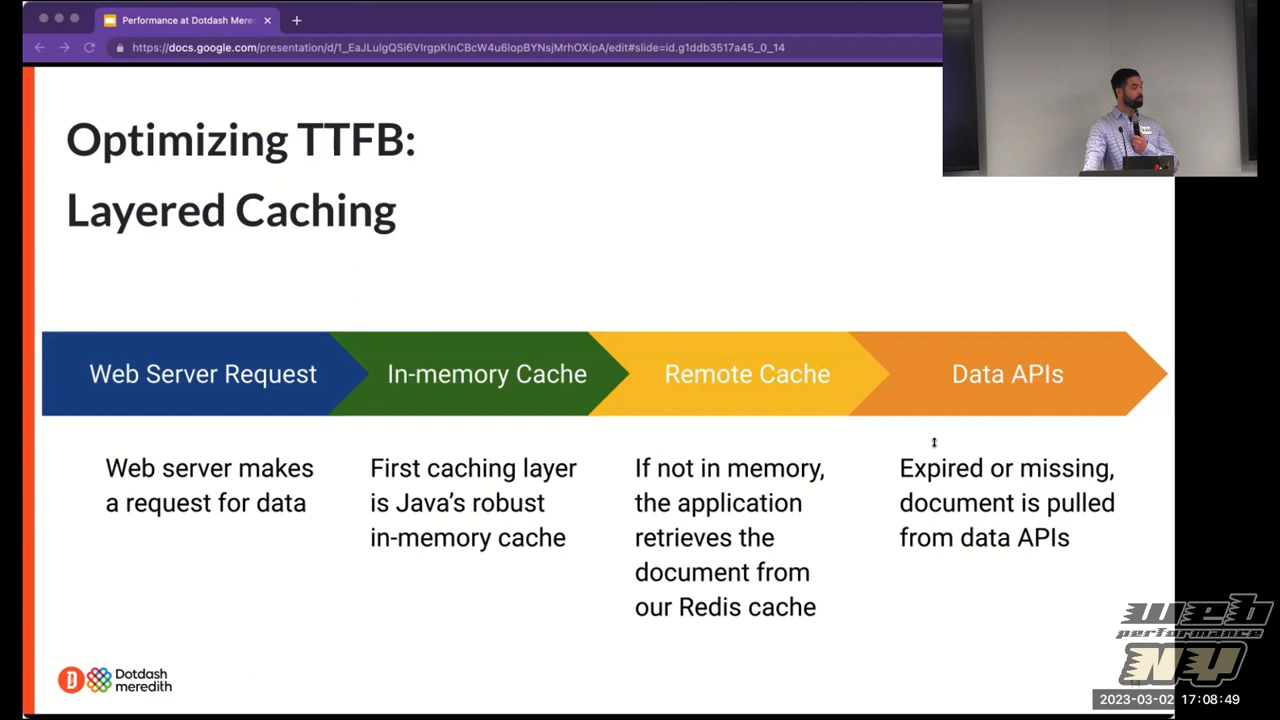 Performance at Dotdash Mere
https://docs.google.com/presentation/d/1_EaJLulgQSi6VIrgpKlnCBcW4u6lopBYNsjMrhOXipA/edit#slide=id.g1ddb3517a45_0_14
Optimizing TTFB:
Layered Caching
Web Server Request
In-memory Cache
Remote Cache
Data APIs
Web server makes
a request for data
First caching layer
is Java’s robust
in-memory cache
If not in memory,
the application
retrieves the
document from
our Redis cache
Expired or missing,
document is pulled
from data APIs
D
Dotdash
meredith
web
performance
NY
2023-03-02 17:08:49